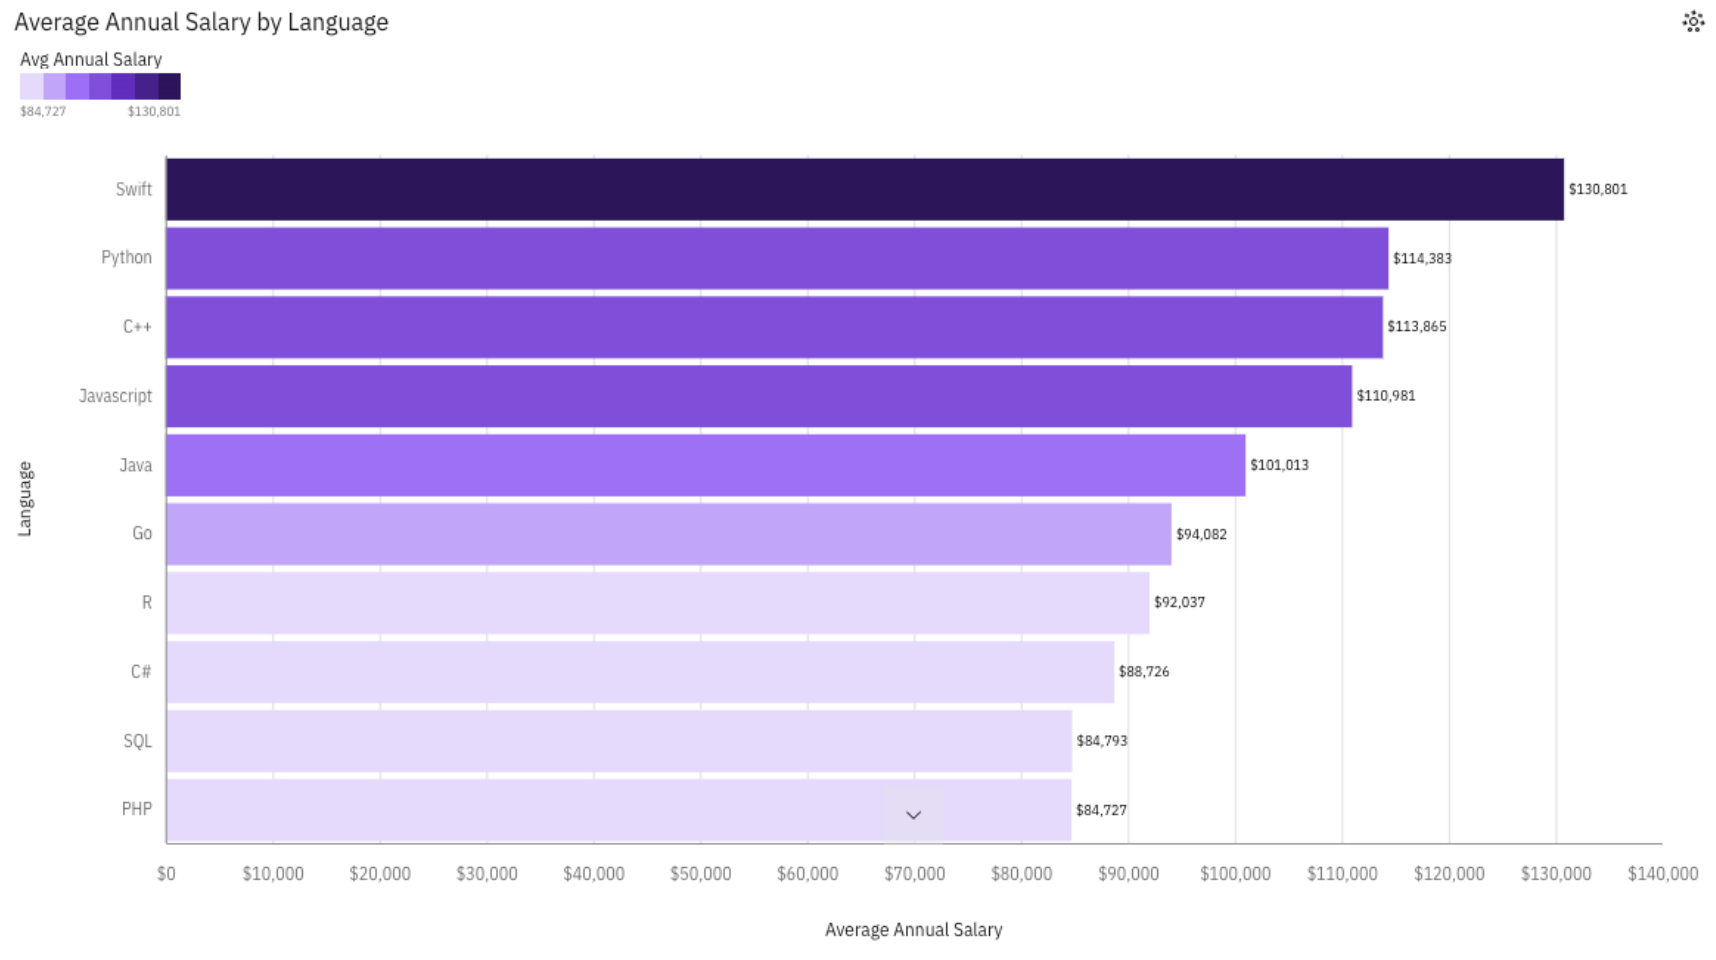 Average Annual Salary by Language
Avg Annual Salary
$84,727 $130,801
Swift $130,801
Python $114,383
C++ $113,865
Javascript $110,981
Java $101,013
Go $94,082
R $92,037
C# $88,726
SQL $84,793
PHP $84,727
Language
$0 $10,000 $20,000 $30,000 $40,000 $50,000 $60,000 $70,000 $80,000 $90,000 $100,000 $110,000 $120,000 $130,000 $140,000
Average Annual Salary